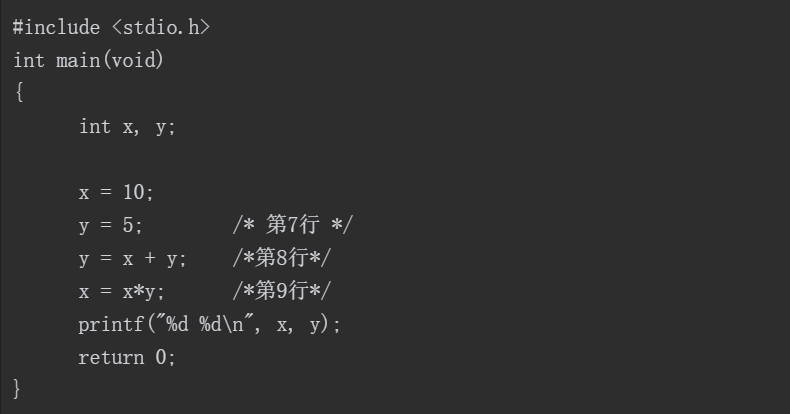 #include <stdio.h>
int main(void)
{
int x, y;
x = 10;
y = 5; /* 第7行 */
y = x + y; /*第8行*/
x = x*y; /*第9行*/
printf("%d %d\n", x, y);
return 0;
}